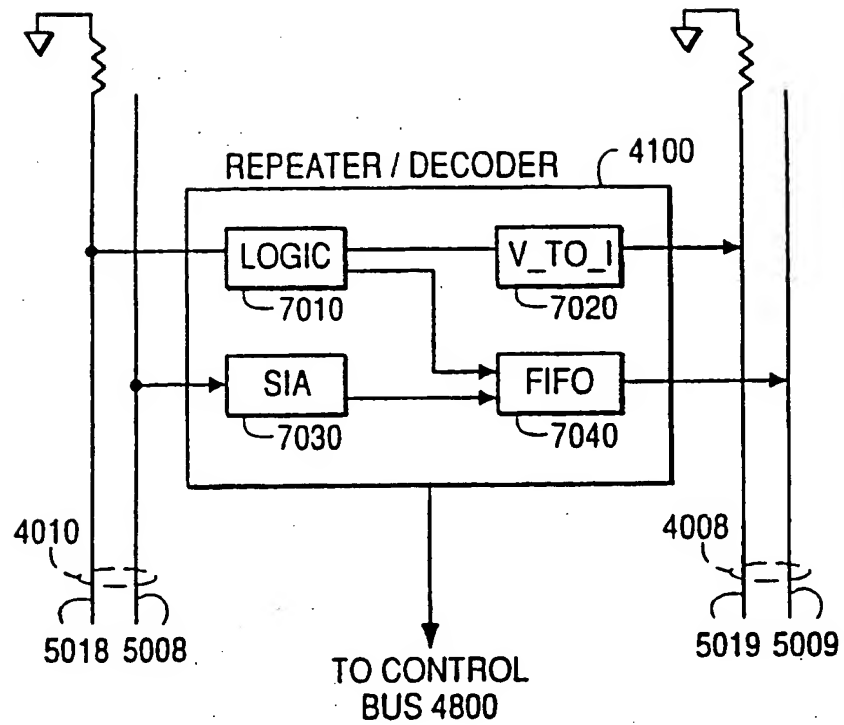 REPEATER / DECODER
4100
LOGIC
7010
V_TO_I
7020
SIA
7030
FIFO
7040
4010
4008
5018 5008
5019 5009
TO CONTROL
BUS 4800